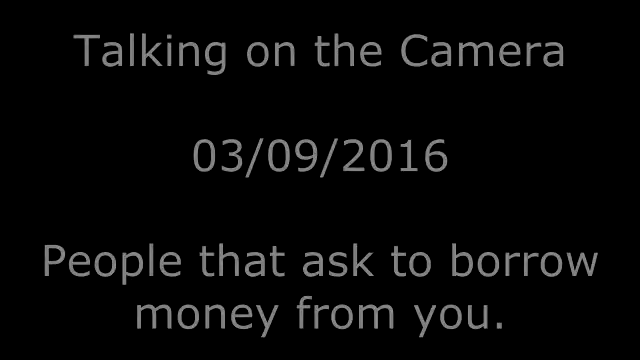 Talking on the Camera
03/09/2016
People that ask to borrow
money from you.